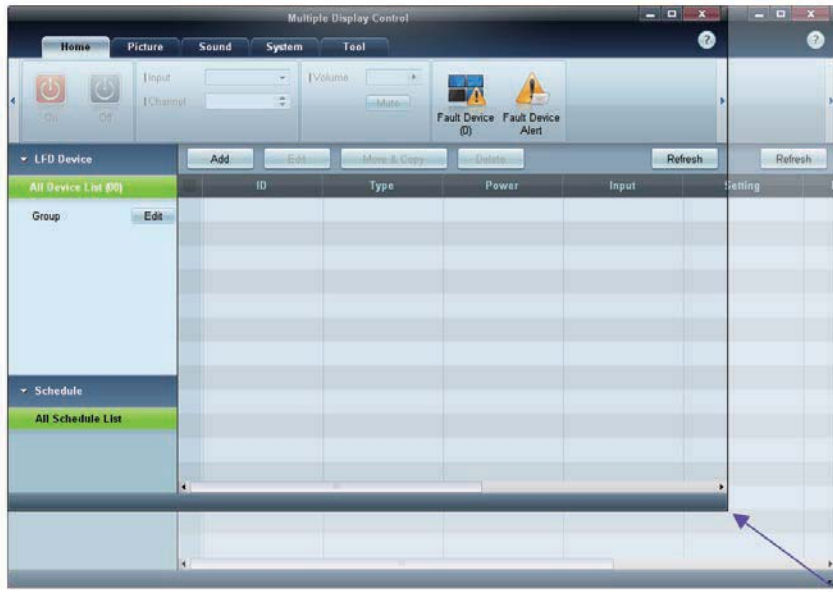 Multiple Display Control
Home Picture Sound System Tool
Input
Volume
On Off
Channel
Mute
Fault Device (0)
Fault Device Alert
LFD Device
Add Edit Move & Copy Delete Refresh Refresh
All Device List (00)
ID Type Power Input Setting
Group Edit
Schedule
All Schedule List